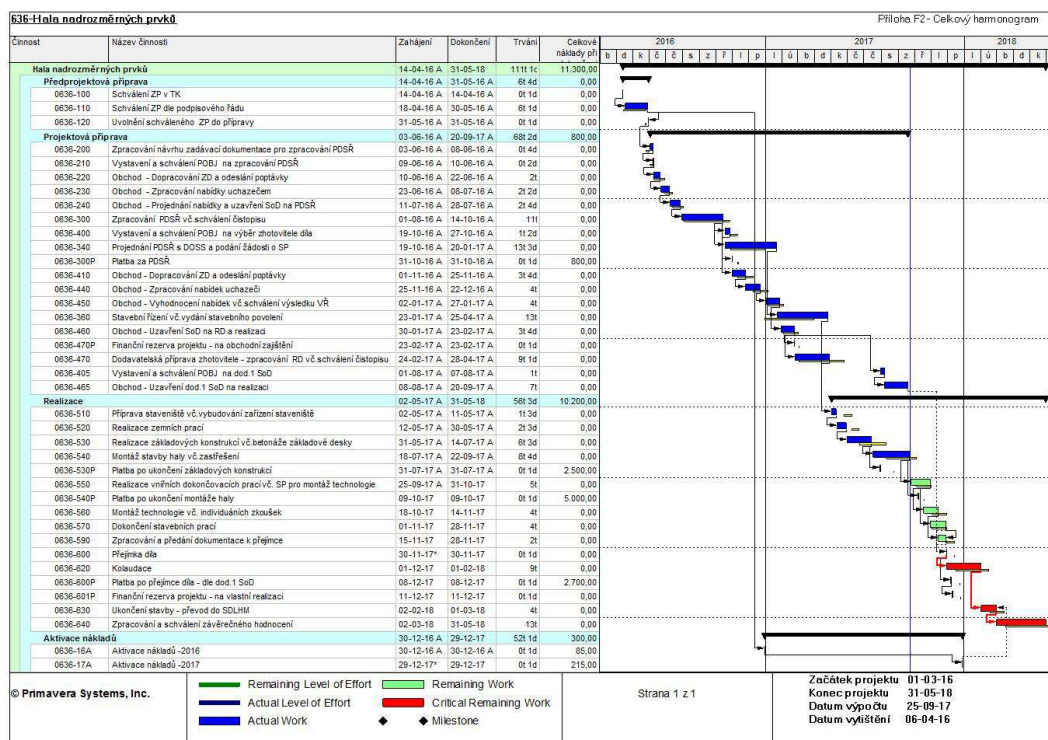 636-Hala nadrozměrných prvků Příloha F2 - Celkový harmonogram
Činnost Název činnosti Zahájení Dokončení Trvání Celkové náklady při 2016 2017 2018
b d k č č s z ř l p l ú b d k č č s z ř l p l ú b d k
Hala nadrozměrných prvků 14-04-16 A 31-05-18 111t 1d 11.300,00
Předprojektová příprava 14-04-16 A 31-05-16 A 6t 4d 0,00
0636-100 Schválení ZP v TK 14-04-16 A 14-04-16 A 0t 1d 0,00
0636-110 Schválení ZP dle podpisového řádu 18-04-16 A 30-05-16 A 6t 1d 0,00
0636-120 Uvolnění schváleného ZP do přípravy 31-05-16 A 31-05-16 A 0t 1d 0,00
Projektová příprava 03-06-16 A 20-09-17 A 68t 2d 800,00
0636-200 Zpracování návrhu zadávací dokumentace pro zpracování PDSŘ 03-06-16 A 08-06-16 A 0t 4d 0,00
0636-210 Vystavení a schválení POBJ na zpracování PDSŘ 09-06-16 A 10-06-16 A 0t 2d 0,00
0636-220 Obchod - Dopracování ZD a odeslání poptávky 10-06-16 A 22-06-16 A 2t 0,00
0636-230 Obchod - Zpracování nabídky uchazečem 23-06-16 A 08-07-16 A 2t 2d 0,00
0636-240 Obchod - Projednání nabídky a uzavření SoD na PDSŘ 11-07-16 A 28-07-16 A 2t 4d 0,00
0636-300 Zpracování PDSŘ vč.schválení čistopisu 01-08-16 A 14-10-16 A 11t 0,00
0636-400 Vystavení a schválení POBJ na výběr zhotovitele díla 19-10-16 A 27-10-16 A 1t 2d 0,00
0636-340 Projednání PDSŘ s DOSS a podání žádosti o SP 19-10-16 A 20-01-17 A 13t 3d 0,00
0636-300P Platba za PDSŘ 31-10-16 A 31-10-16 A 0t 1d 800,00
0636-410 Obchod - Dopracování ZD a odeslání poptávky 01-11-16 A 25-11-16 A 3t 4d 0,00
0636-440 Obchod - Zpracování nabídek uchazeči 25-11-16 A 22-12-16 A 4t 0,00
0636-450 Obchod - Vyhodnocení nabídek vč.schválení výsledku VŘ 02-01-17 A 27-01-17 A 4t 0,00
0636-360 Stavební řízení vč.vydání stavebního povolení 23-01-17 A 25-04-17 A 13t 0,00
0636-460 Obchod - Uzavření SoD na RD a realizaci 30-01-17 A 23-02-17 A 3t 4d 0,00
0636-470P Finanční rezerva projektu - na obchodní zajištění 23-02-17 A 23-02-17 A 0t 1d 0,00
0636-470 Dodavatelská příprava zhotovitele - zpracování RD vč.schválení čistopisu 24-02-17 A 28-04-17 A 9t 1d 0,00
0636-405 Vystavení a schválení POBJ na dod.1 SoD 01-08-17 A 07-08-17 A 1t 0,00
0636-465 Obchod - Uzavření dod.1 SoD na realizaci 08-08-17 A 20-09-17 A 7t 0,00
Realizace 02-05-17 A 31-05-18 56t 3d 10.200,00
0636-510 Příprava staveniště vč.vybudování zařízení staveniště 02-05-17 A 11-05-17 A 1t 3d 0,00
0636-520 Realizace zemních prací 12-05-17 A 30-05-17 A 2t 3d 0,00
0636-530 Realizace základových konstrukcí vč.betonáže základové desky 31-05-17 A 14-07-17 A 6t 3d 0,00
0636-540 Montáž stavby haly vč.zastřešení 18-07-17 A 22-09-17 A 8t 4d 0,00
0636-530P Platba po ukončení základových konstrukcí 31-07-17 A 31-07-17 A 0t 1d 2.500,00
0636-550 Realizace vnířních dokončovacích prací vč. SP pro montáž technologie 25-09-17 A 31-10-17 5t 0,00
0636-540P Platba po ukončení montáže haly 09-10-17 09-10-17 0t 1d 5.000,00
0636-560 Montáž technologie vč. individuáních zkoušek 18-10-17 14-11-17 4t 0,00
0636-570 Dokončení stavebních prací 01-11-17 28-11-17 4t 0,00
0636-590 Zpracování a předání dokumentace k přejímce 15-11-17 28-11-17 2t 0,00
0636-600 Přejímka díla 30-11-17* 30-11-17 0t 1d 0,00
0636-620 Kolaudace 01-12-17 01-02-18 9t 0,00
0636-600P Platba po přejímce díla - dle dod.1 SoD 08-12-17 08-12-17 0t 1d 2.700,00
0636-601P Finanční rezerva projektu - na vlastní realizaci 11-12-17 11-12-17 0t 1d 0,00
0636-630 Ukončení stavby - převod do SDLHM 02-02-18 01-03-18 4t 0,00
0636-640 Zpracování a schválení závěrečného hodnocení 02-03-18 31-05-18 13t 0,00
Aktivace nákladů 30-12-16 A 29-12-17 52t 1d 300,00
0636-16A Aktivace nákladů -2016 30-12-16 A 30-12-16 A 0t 1d 85,00
0636-17A Aktivace nákladů -2017 29-12-17* 29-12-17 0t 1d 215,00
© Primavera Systems, Inc.
Remaining Level of Effort Remaining Work
Actual Level of Effort Critical Remaining Work
Actual Work Milestone
Strana 1 z 1
Začátek projektu 01-03-16
Konec projektu 31-05-18
Datum výpočtu 25-09-17
Datum vytištění 06-04-16